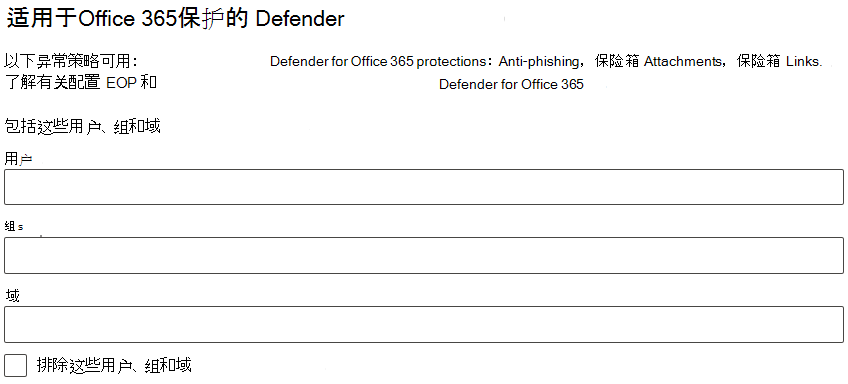 适用于Office 365保护的 Defender
以下异常策略可用： Defender for Office 365 protections：Anti-phishing，保险箱 Attachments，保险箱 Links.
了解有关配置 EOP 和 Defender for Office 365
包括这些用户、组和域
用户
组 s
域
排除这些用户、组和域